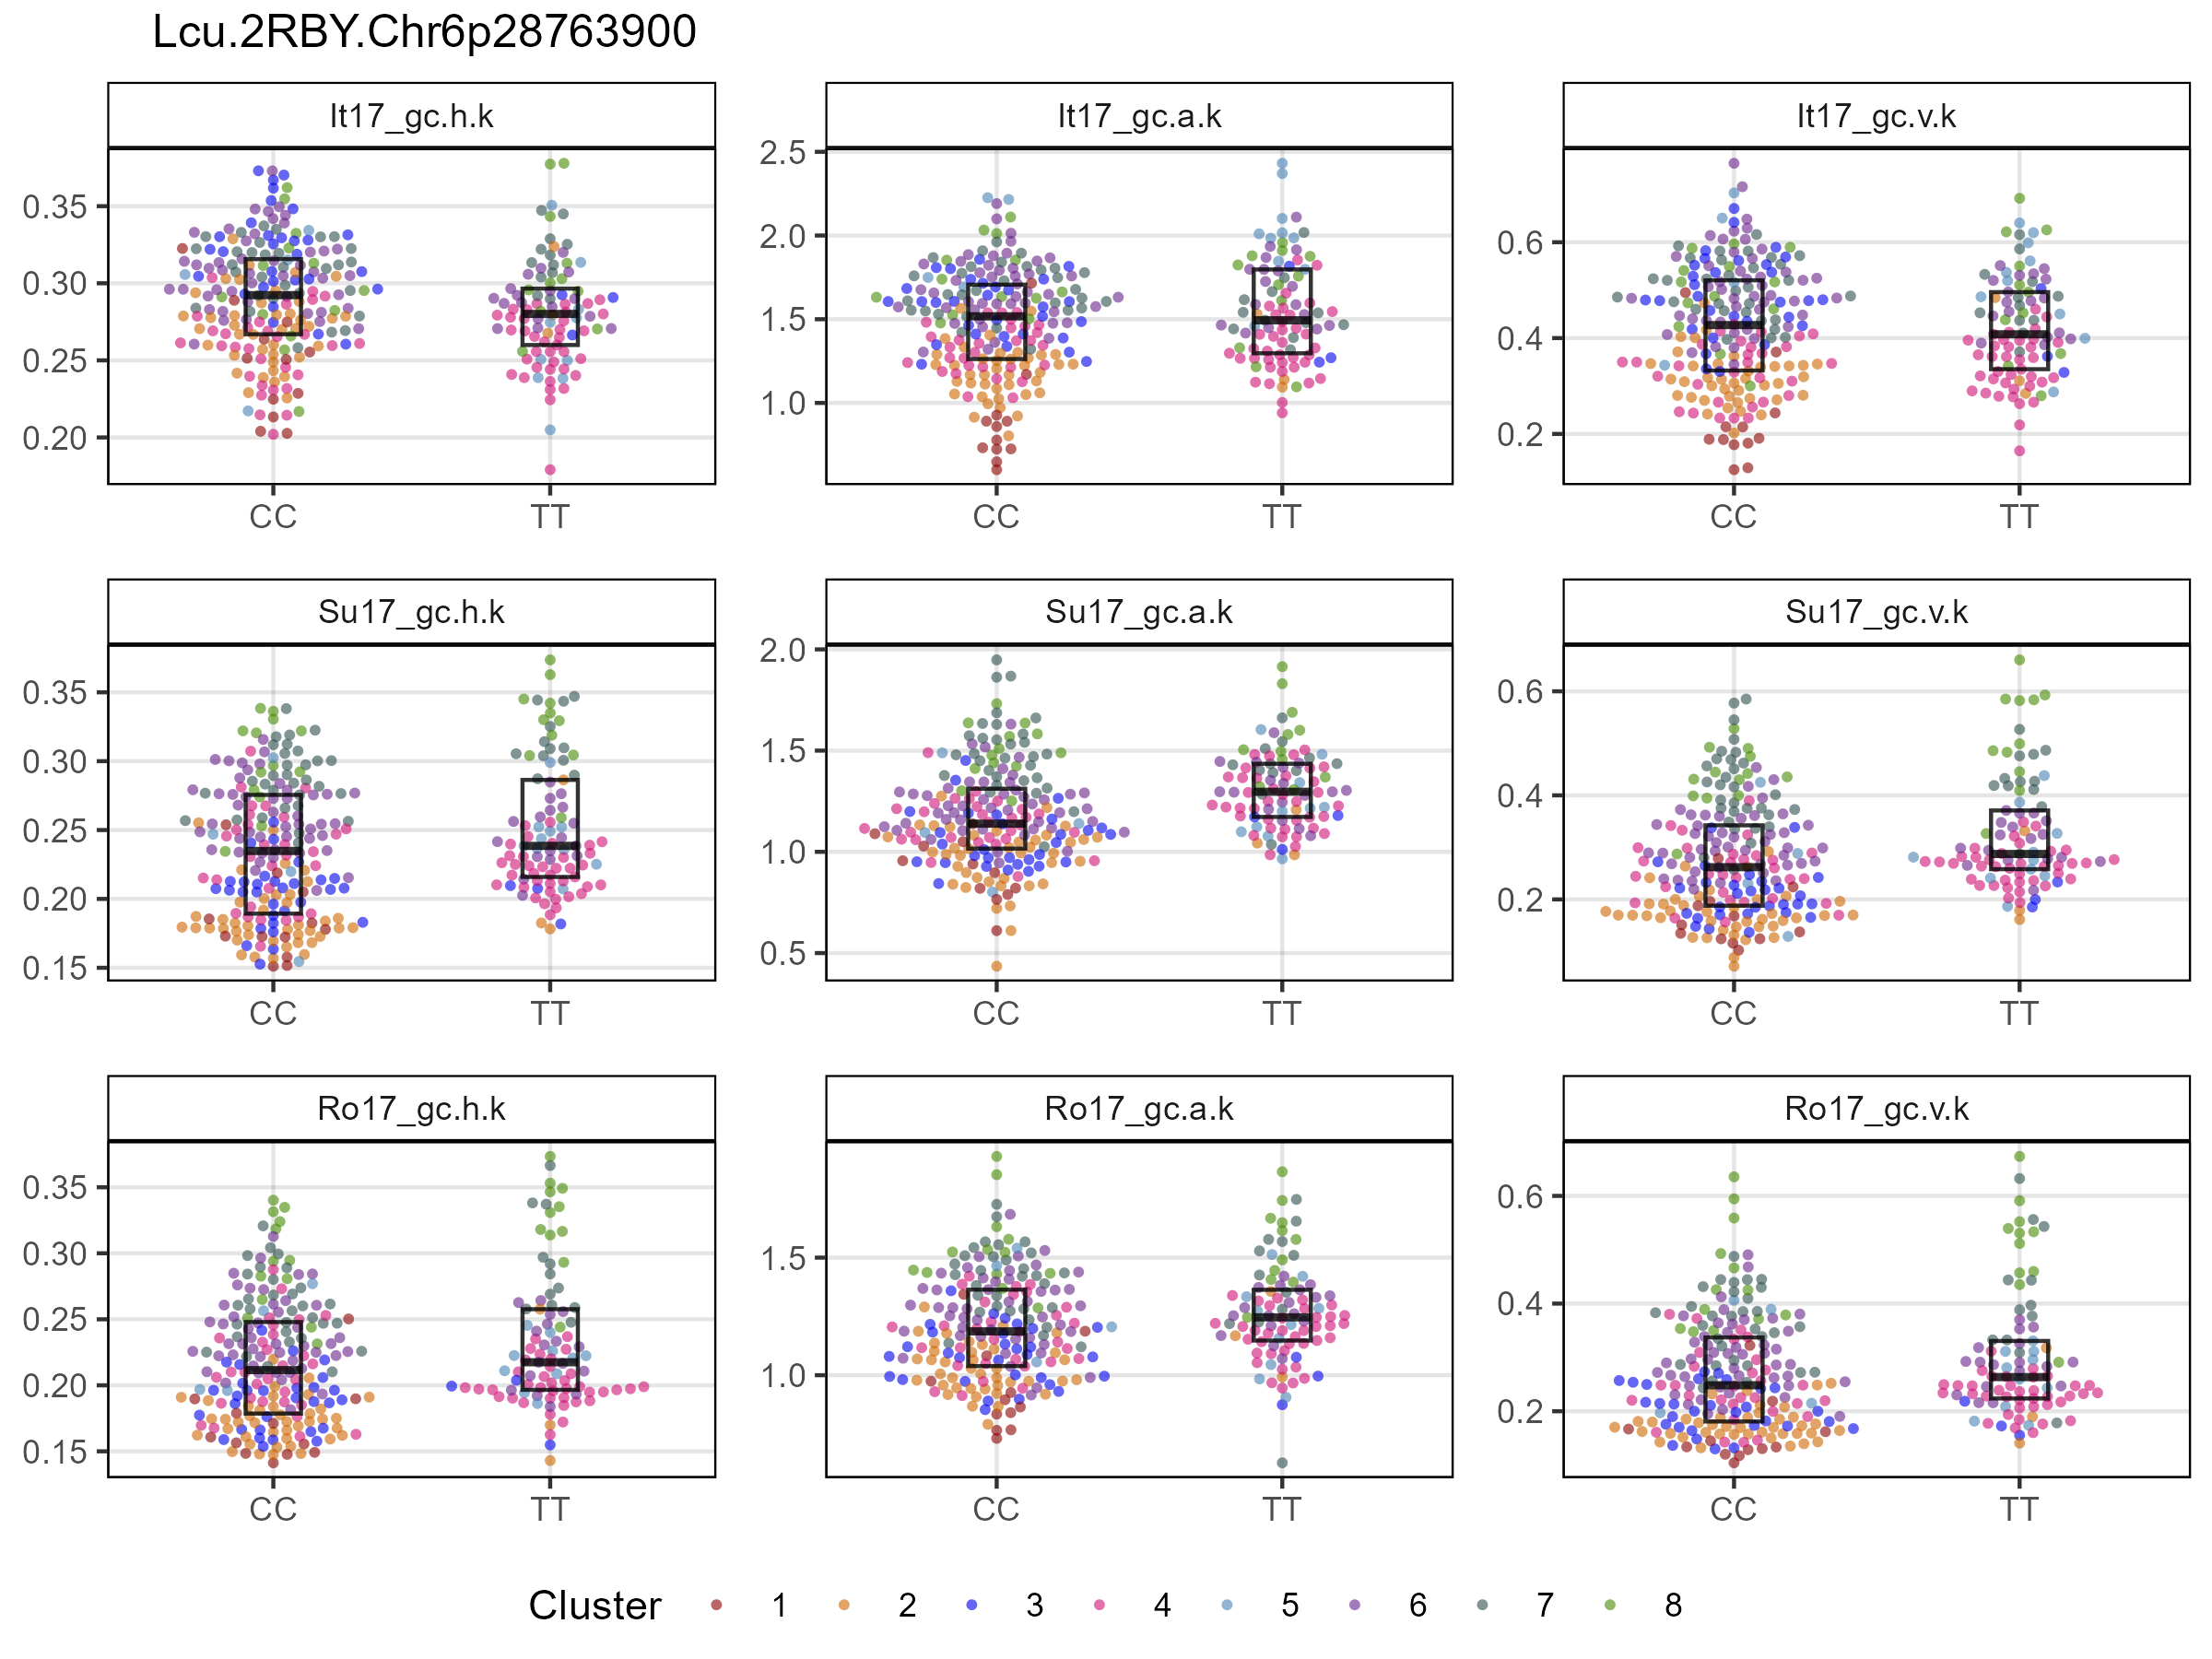 Lcu.2RBY.Chr6p28763900
It17_gc.h.k
It17_gc.a.k
It17_gc.v.k
0.35
0.30
0.25
0.20
CC
TT
2.5
2.0
1.5
1.0
CC
TT
0.6
0.4
0.2
CC
TT
Su17_gc.h.k
Su17_gc.a.k
Su17_gc.v.k
0.35
0.30
0.25
0.20
0.15
CC
TT
2.0
1.5
1.0
0.5
CC
TT
0.6
0.4
0.2
CC
TT
Ro17_gc.h.k
Ro17_gc.a.k
Ro17_gc.v.k
0.35
0.30
0.25
0.20
0.15
CC
TT
1.5
1.0
CC
TT
0.6
0.4
0.2
CC
TT
Cluster 1 2 3 4 5 6 7 8